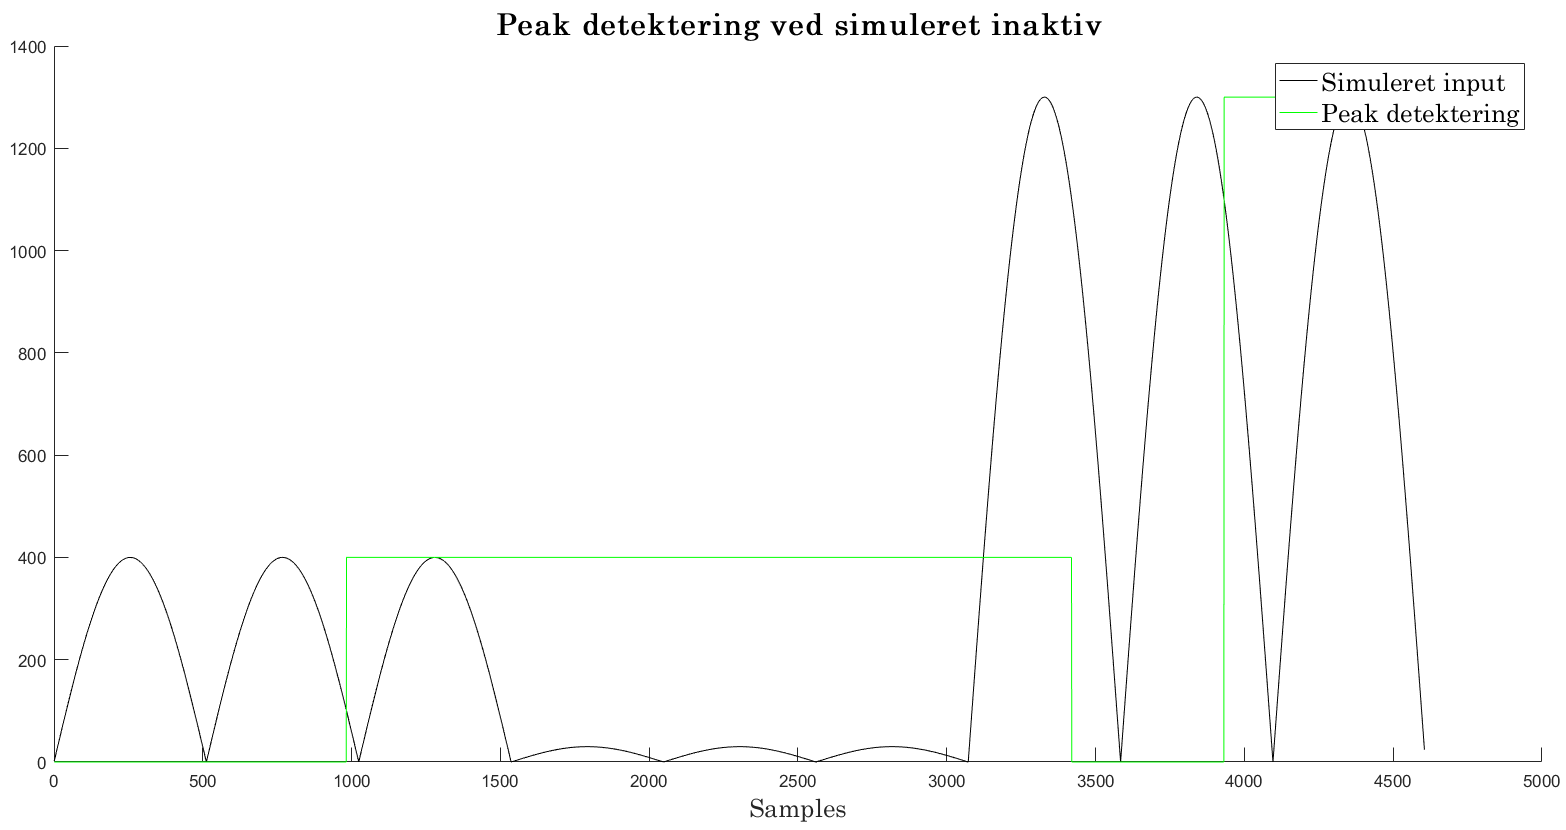 Peak detektering ved simuleret inaktiv
1400
1200
1000
800
600
400
200
0
Simuleret input
Peak detektering
0 500 1000 1500 2000 2500 3000 3500 4000 4500 5000
Samples